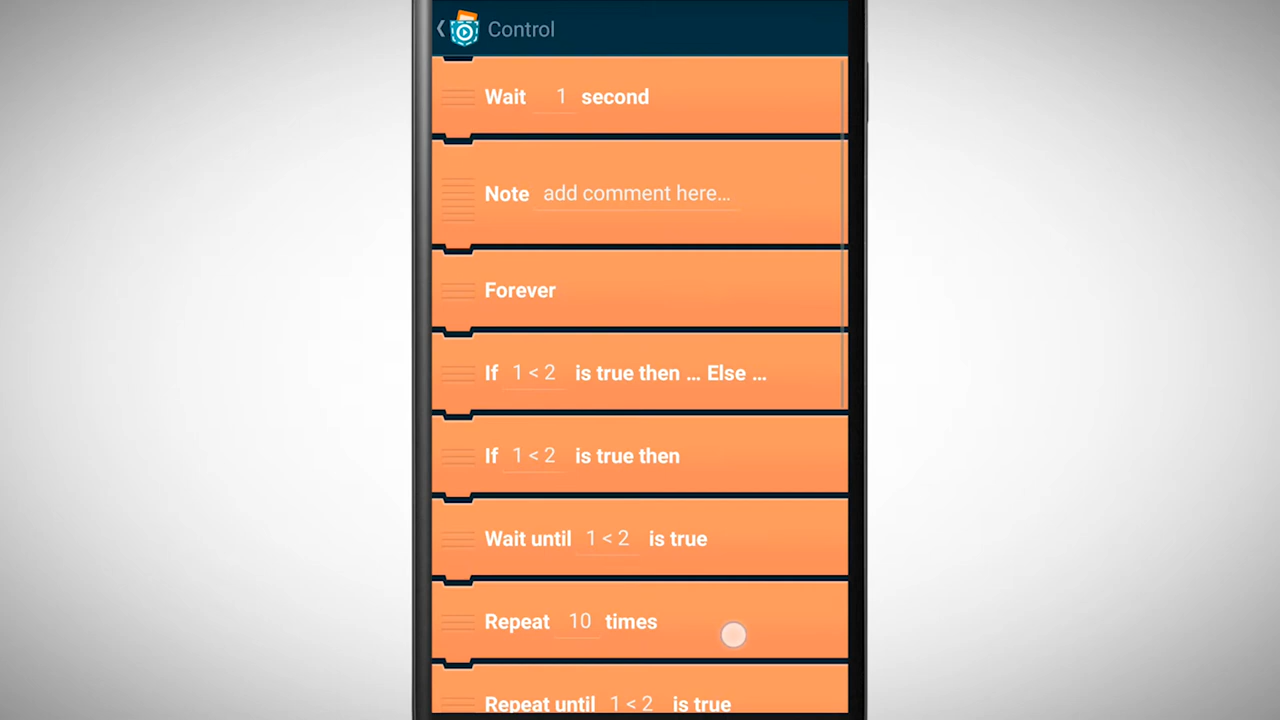 Control
Wait 1 second
Note add comment here...
Forever
If 1 < 2 is true then ... Else ...
If 1 < 2 is true then
Wait until 1 < 2 is true
Repeat 10 times
Repeat until 1 < 2 is true